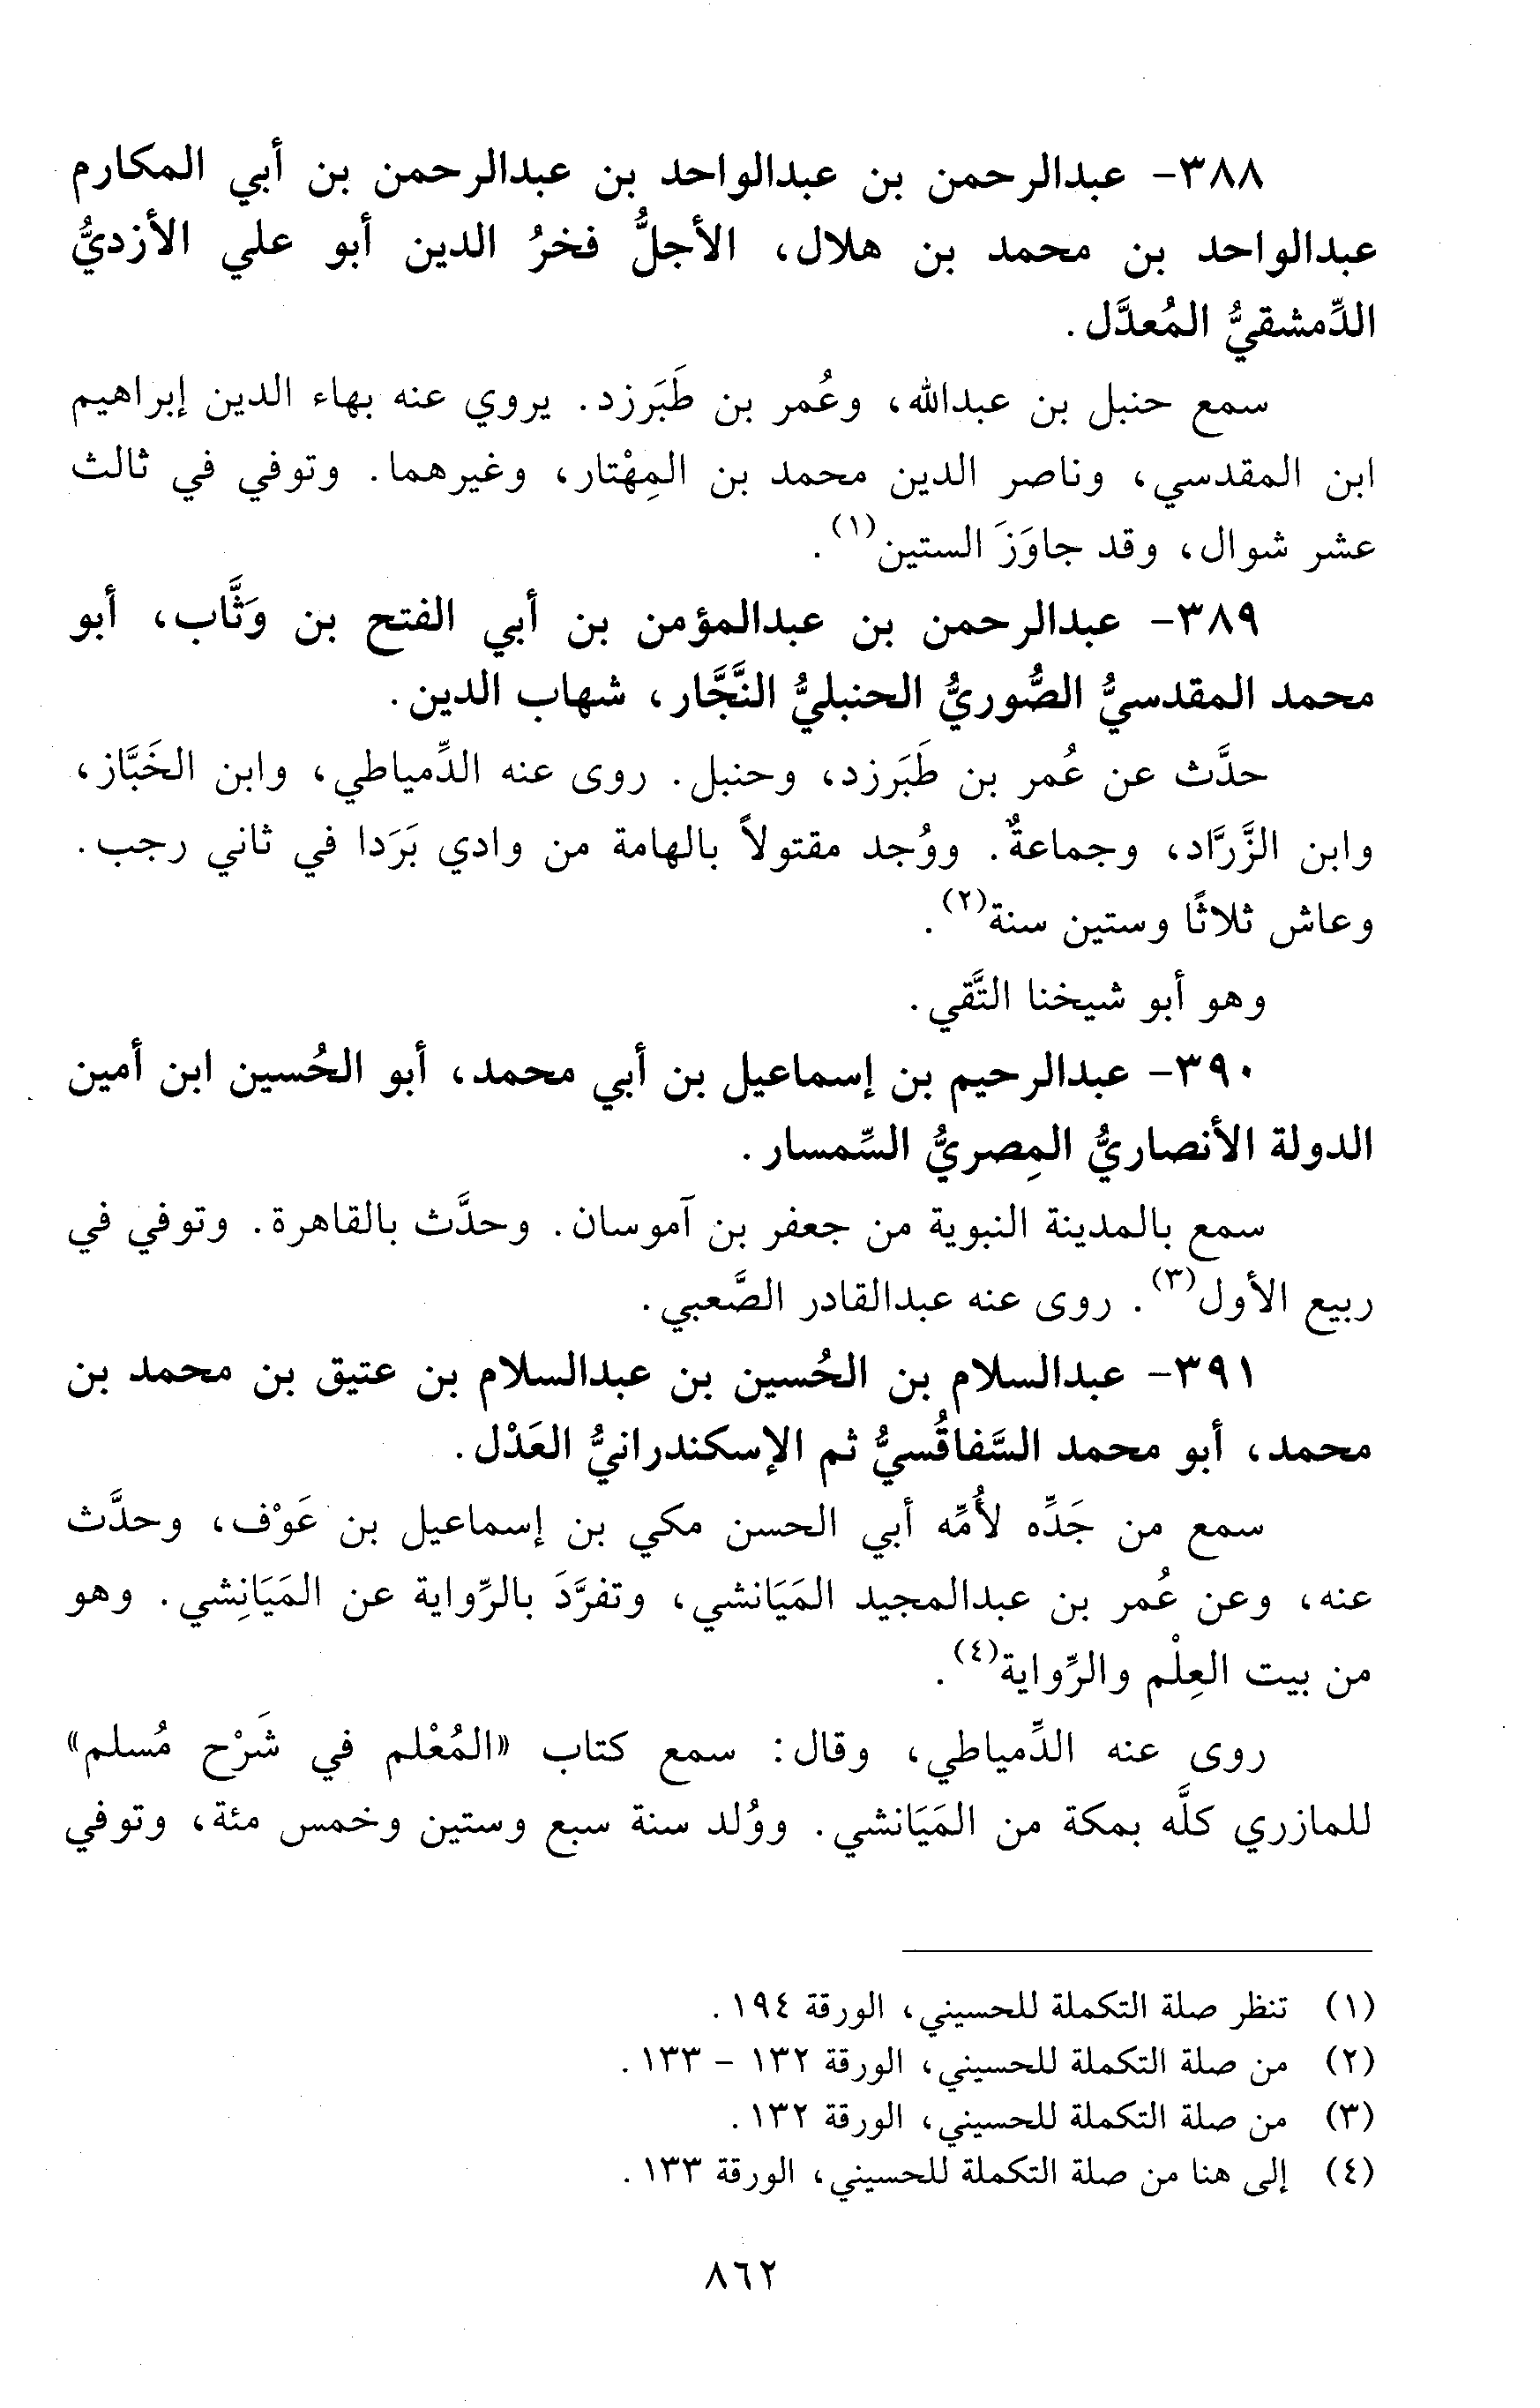 ٣٨٨- عبدالرحمن بن عبدالواحد بن عبدالرحمن بن أبي المكارم
عبدالواحد بن محمد بن هلال، الأجلُّ فخرُ الدين أبو علي الأزديُّ
الدِّمشقيُّ المُعدَّل.
سمع حنبل بن عبدالله، وعُمر بن طَبَرزد. يروي عنه بهاء الدين إبراهيم
ابن المقدسي، وناصر الدين محمد بن المِهْتار، وغيرهما. وتوفي في ثالث
عشر شوال، وقد جاوَزَ الستين(١).
٣٨٩- عبدالرحمن بن عبدالمؤمن بن أبي الفتح بن وَثَّاب، أبو
محمد المقدسيُّ الصُّوريُّ الحنبليُّ النَّجَّار، شهاب الدين.
حدَّث عن عُمر بن طَبَرزد، وحنبل. روى عنه الدِّمياطي، وابن الخَبَّاز،
وابن الزَّرَّاد، وجماعةٌ. ووُجد مقتولاً بالهامة من وادي بَرَدا في ثاني رجب.
وعاش ثلاثًا وستين سنة(٢).
وهو أبو شيخنا التَّقي.
٣٩٠- عبدالرحيم بن إسماعيل بن أبي محمد، أبو الحُسين ابن أمين
الدولة الأنصاريُّ المِصريُّ السِّمسار.
سمع بالمدينة النبوية من جعفر بن آموسان. وحدَّث بالقاهرة. وتوفي في
ربيع الأول(٣). روى عنه عبدالقادر الصَّعبي.
٣٩١- عبدالسلام بن الحُسين بن عبدالسلام بن عتيق بن محمد بن
محمد، أبو محمد السَّفاقُسيُّ ثم الإسكندرانيُّ العَدْل.
سمع من جَدِّه لأُمِّه أبي الحسن مكي بن إسماعيل بن عَوْف، وحدَّث
عنه، وعن عُمر بن عبدالمجيد المَيَانشي، وتفرَّدَ بالرِّواية عن المَيَانِشي. وهو
من بيت العِلْم والرِّواية(٤).
روى عنه الدِّمياطي، وقال: سمع كتاب «المُعْلم في شَرْح مُسلم»
للمازري كلَّه بمكة من المَيَانشي. ووُلد سنة سبع وستين وخمس مئة، وتوفي
(١) تنظر صلة التكملة للحسيني، الورقة ١٩٤.
(٢) من صلة التكملة للحسيني، الورقة ١٣٢ - ١٣٣.
(٣) من صلة التكملة للحسيني، الورقة ١٣٢.
(٤) إلى هنا من صلة التكملة للحسيني، الورقة ١٣٣.
٨٦٢